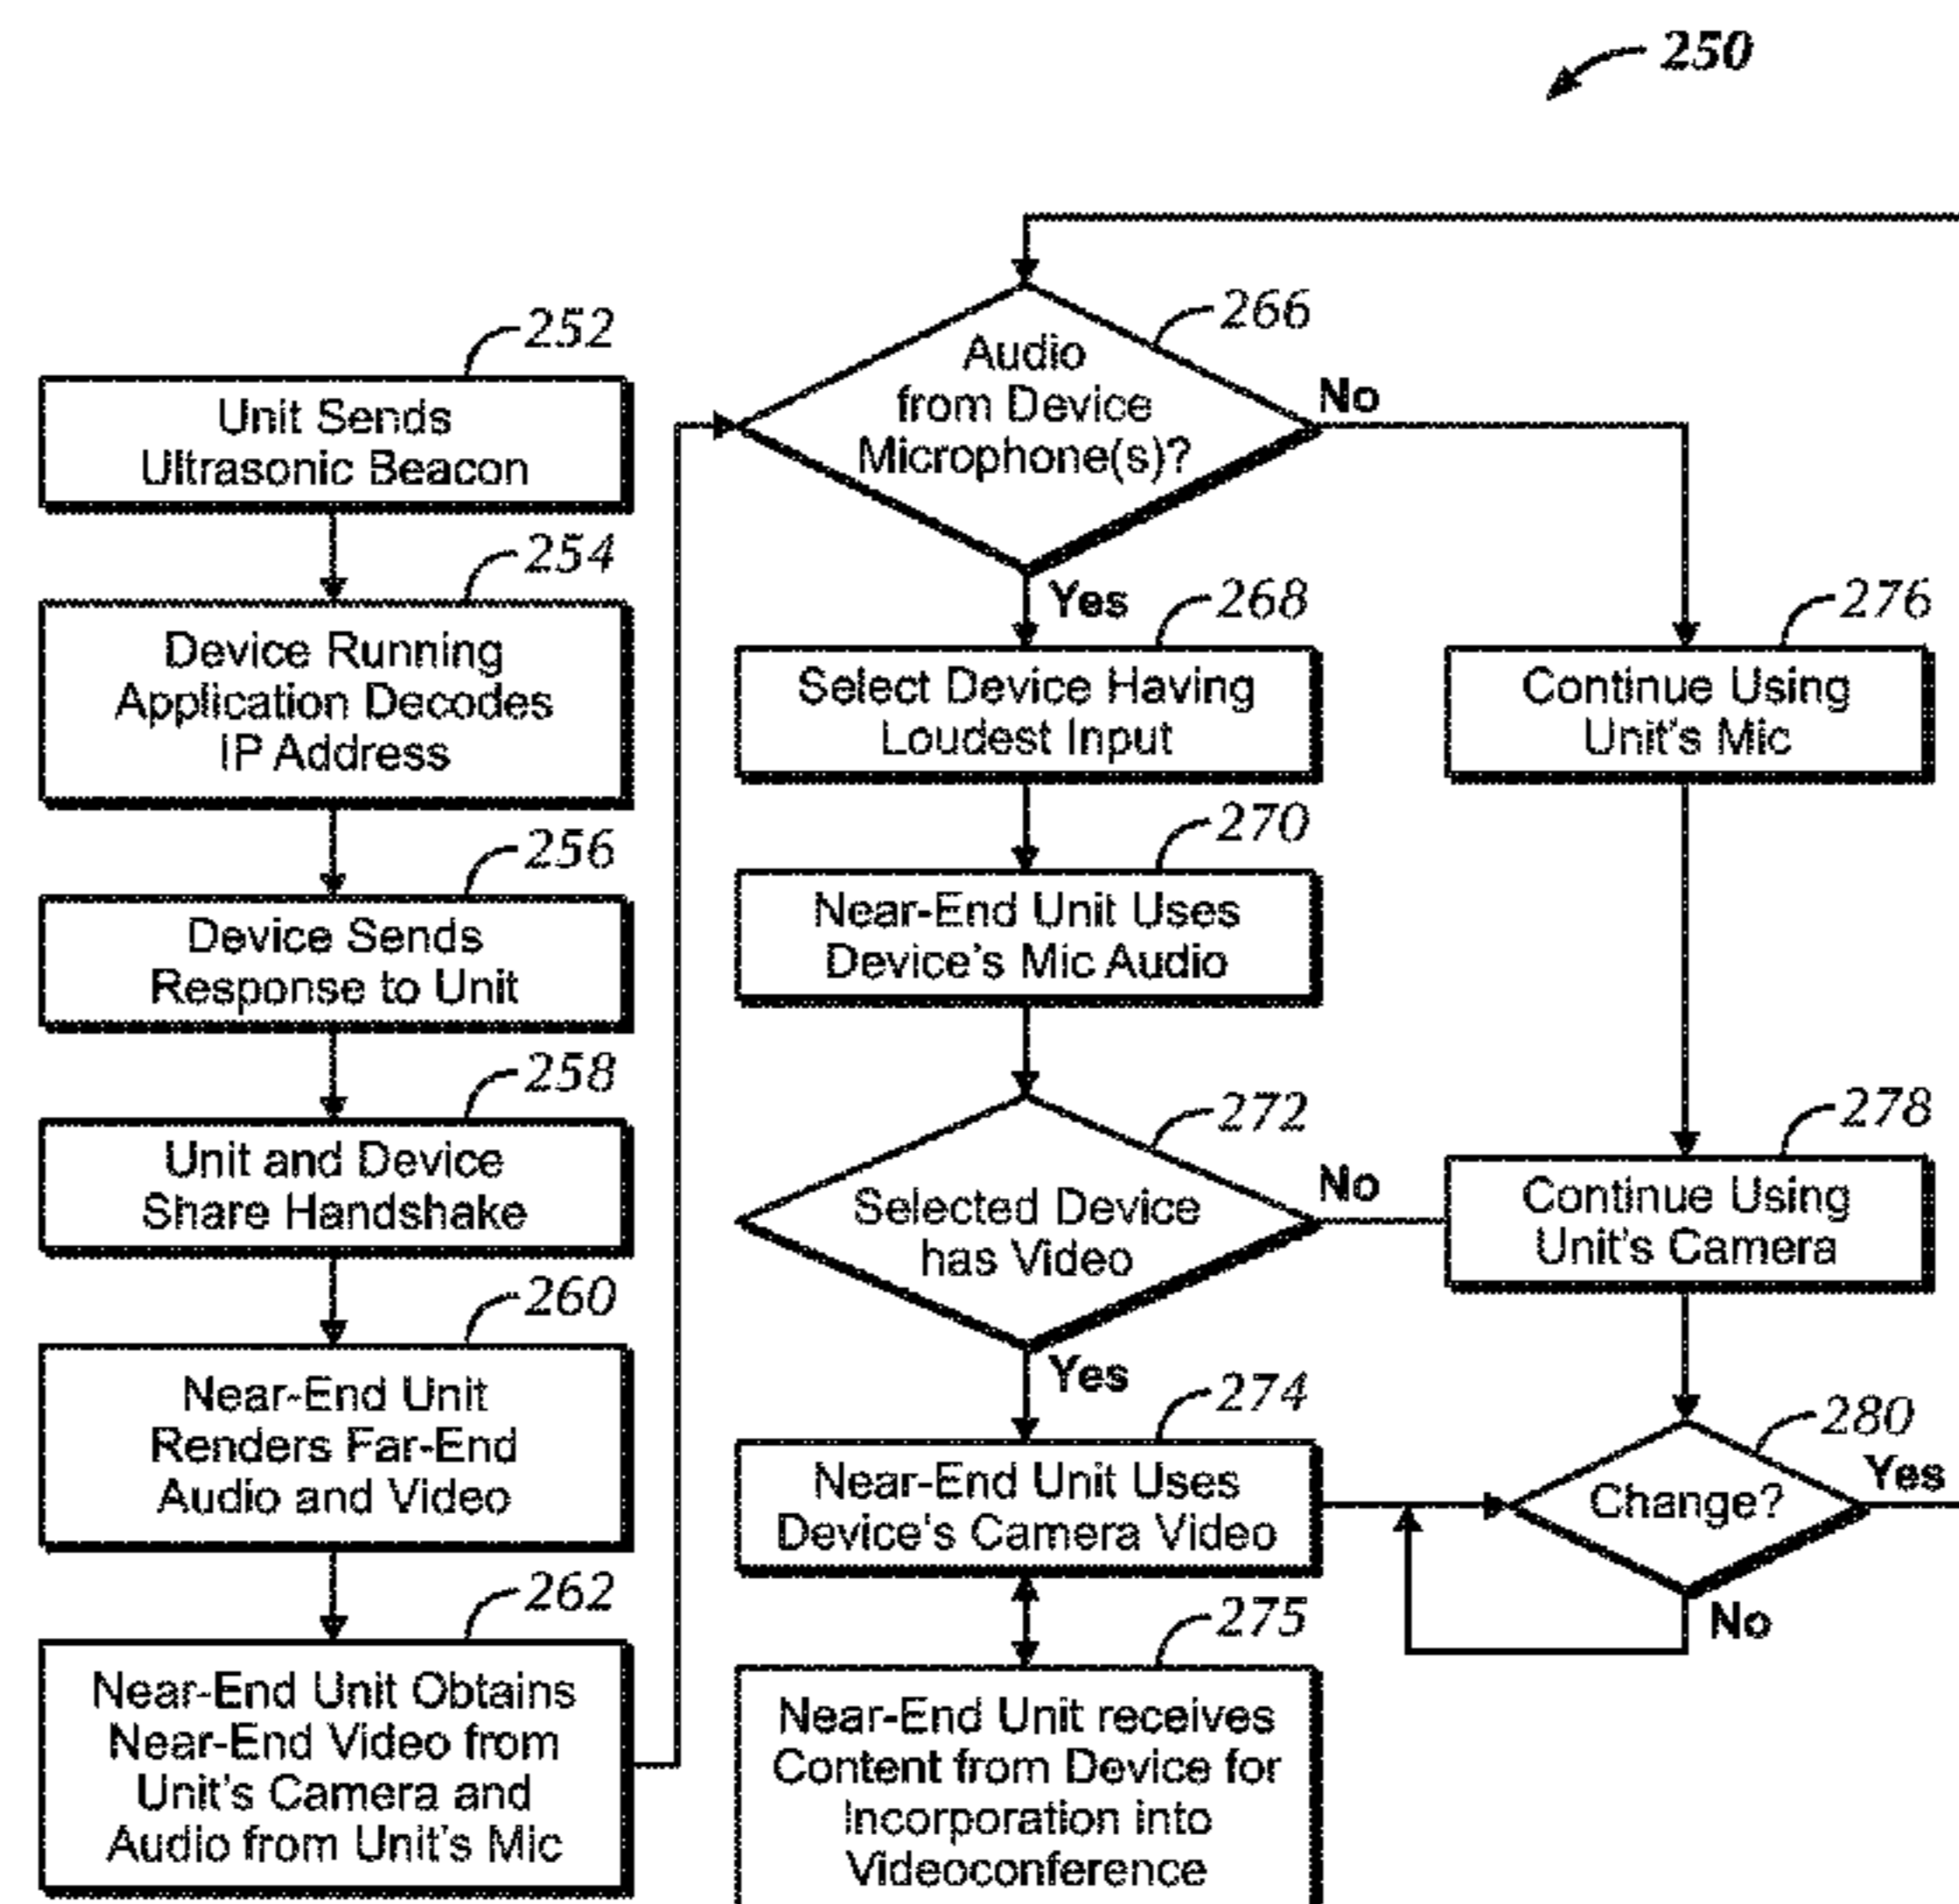 250
252
Unit Sends
Ultrasonic Beacon
254
Device Running
Application Decodes
IP Address
256
Device Sends
Response to Unit
258
Unit and Device
Share Handshake
260
Near-End Unit
Renders Far-End
Audio and Video
262
Near-End Unit Obtains
Near-End Video from
Unit's Camera and
Audio from Unit's Mic
266
Audio
from Device
Microphone(s)?
No
Yes
268
Select Device Having
Loudest Input
270
Near-End Unit Uses
Device's Mic Audio
272
Selected Device
has Video
No
Yes
274
Near-End Unit Uses
Device's Camera Video
275
Near-End Unit receives
Content from Device for
Incorporation into
Videoconference
276
Continue Using
Unit's Mic
278
Continue Using
Unit's Camera
280
Change?
Yes
No